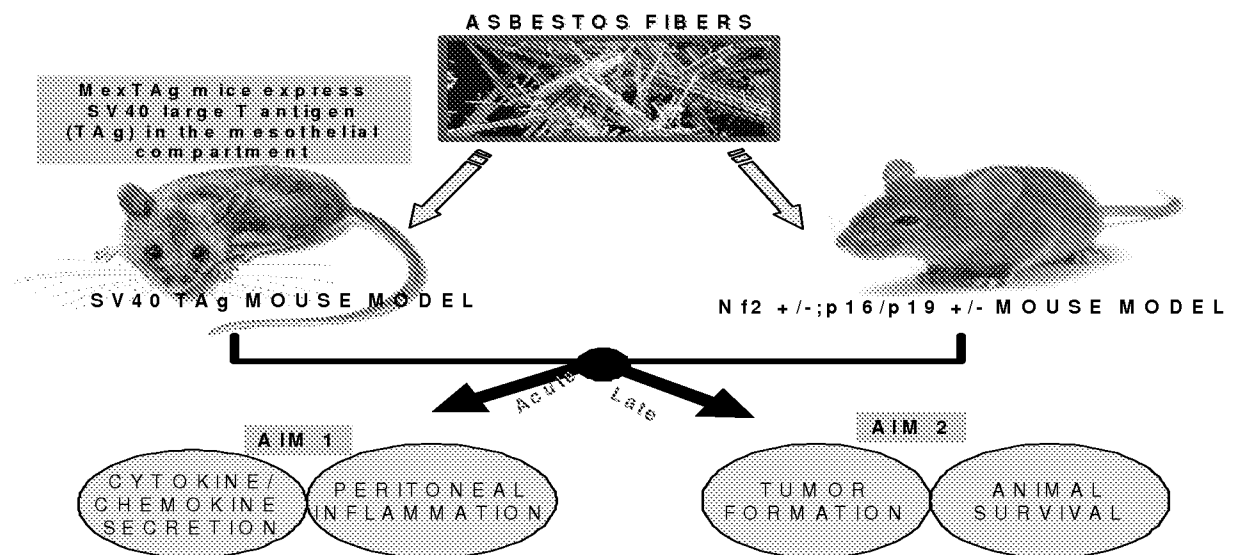 ASBESTOS FIBERS
MexTAg mice express
SV40 large T antigen
(TAg) in the mesothelial
compartment
SV40 TAg MOUSE MODEL
Nf2 +/-;p16/p19 +/- MOUSE MODEL
Acute
Late
AIM 1
AIM 2
CYTOKINE/
CHEMOKINE
SECRETION
PERITONEAL
INFLAMMATION
TUMOR
FORMATION
ANIMAL
SURVIVAL